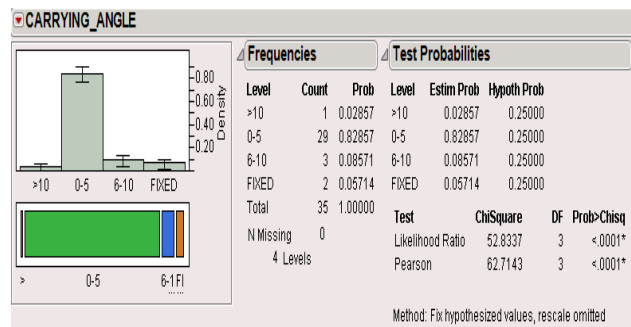 CARRYING_ANGLE
0.80
0.60
0.40
0.20
Density
>10 0-5 6-10 FIXED
> 0-5 6-1 FI
... ...
Frequencies
Level Count Prob
>10 1 0.02857
0-5 29 0.82857
6-10 3 0.08571
FIXED 2 0.05714
Total 35 1.00000
N Missing 0
4 Levels
Test Probabilities
Level Estim Prob Hypoth Prob
>10 0.02857 0.25000
0-5 0.82857 0.25000
6-10 0.08571 0.25000
FIXED 0.05714 0.25000
Test ChiSquare DF Prob>Chisq
Likelihood Ratio 52.8337 3 <.0001*
Pearson 62.7143 3 <.0001*
Method: Fix hypothesized values, rescale omitted